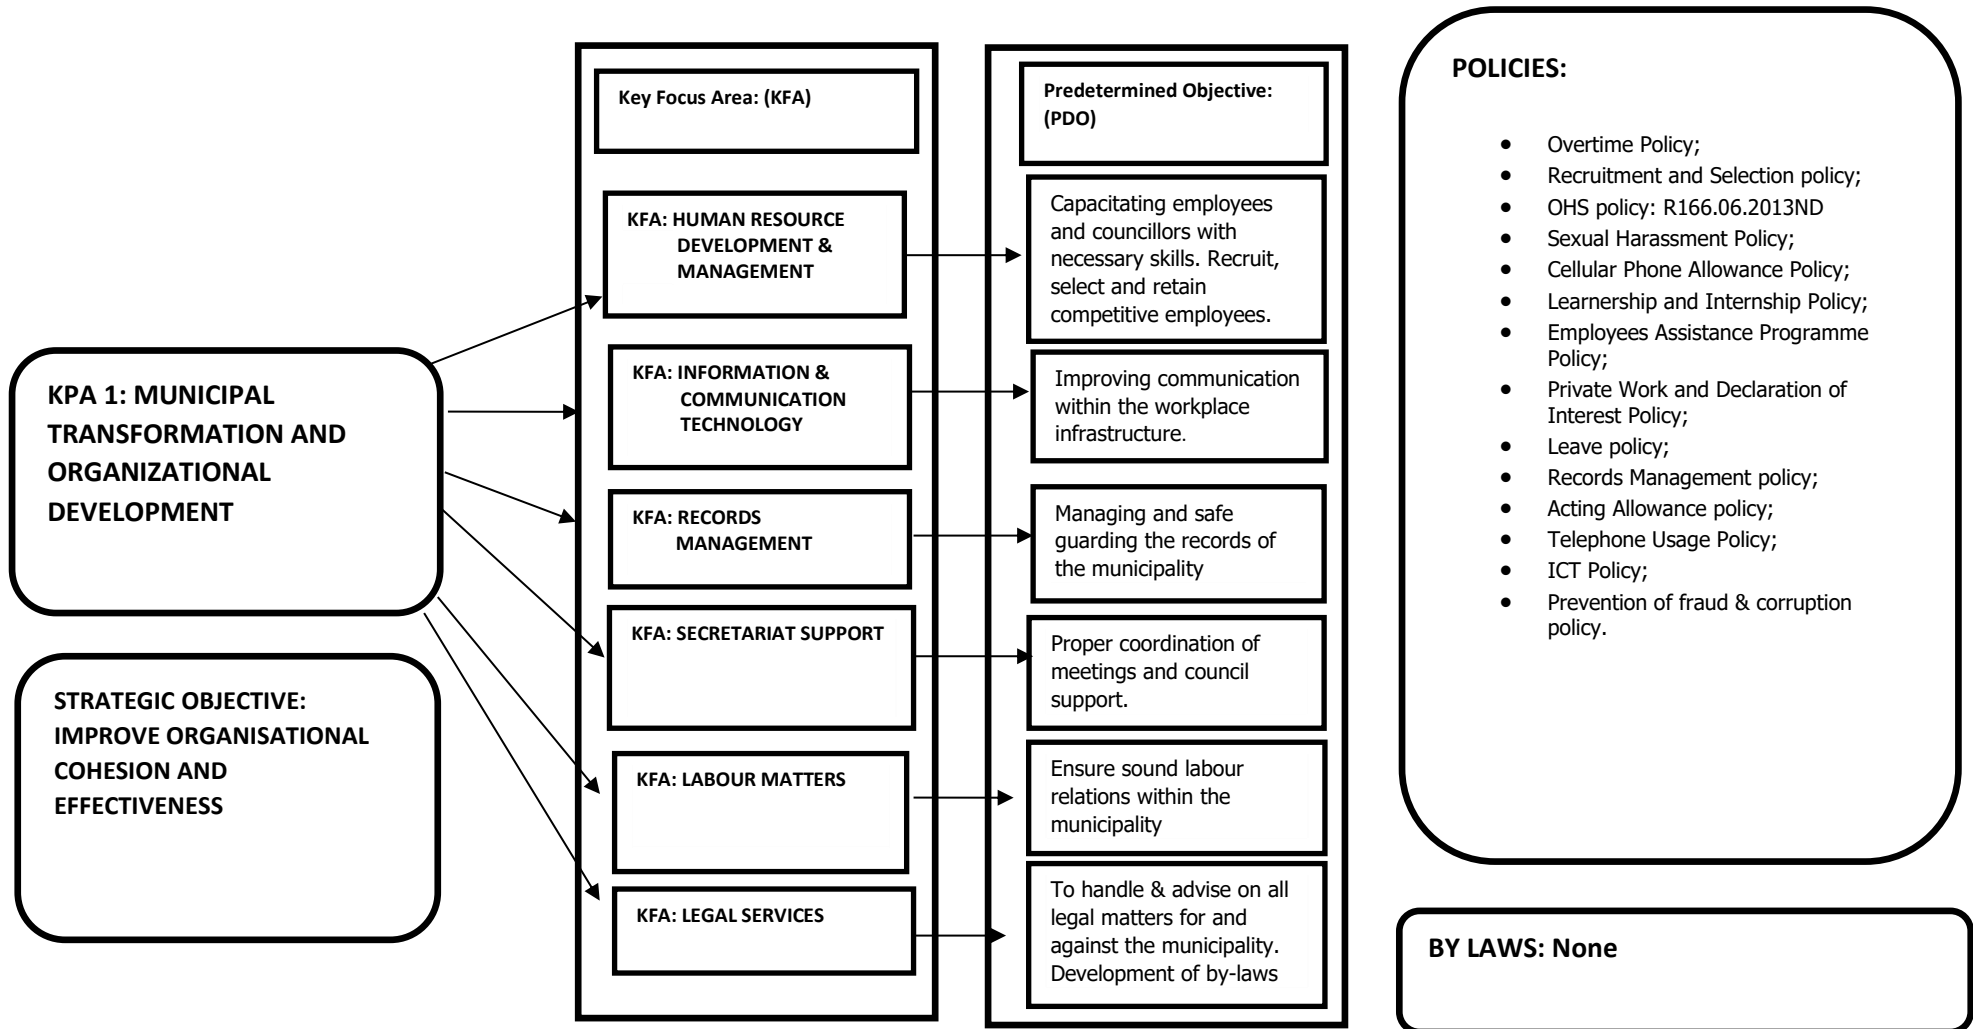 KPA 1: MUNICIPAL
TRANSFORMATION AND
ORGANIZATIONAL
DEVELOPMENT
STRATEGIC OBJECTIVE:
IMPROVE ORGANISATIONAL
COHESION AND
EFFECTIVENESS
Key Focus Area: (KFA)
KFA: HUMAN RESOURCE
DEVELOPMENT &
MANAGEMENT
KFA: INFORMATION &
COMMUNICATION
TECHNOLOGY
KFA: RECORDS
MANAGEMENT
KFA: SECRETARIAT SUPPORT
KFA: LABOUR MATTERS
KFA: LEGAL SERVICES
Predetermined Objective:
(PDO)
Capacitating employees
and councillors with
necessary skills. Recruit,
select and retain
competitive employees.
Improving communication
within the workplace
infrastructure.
Managing and safe
guarding the records of
the municipality
Proper coordination of
meetings and council
support.
Ensure sound labour
relations within the
municipality
To handle & advise on all
legal matters for and
against the municipality.
Development of by-laws
POLICIES:
• Overtime Policy;
• Recruitment and Selection policy;
• OHS policy: R166.06.2013ND
• Sexual Harassment Policy;
• Cellular Phone Allowance Policy;
• Learnership and Internship Policy;
• Employees Assistance Programme
Policy;
• Private Work and Declaration of
Interest Policy;
• Leave policy;
• Records Management policy;
• Acting Allowance policy;
• Telephone Usage Policy;
• ICT Policy;
• Prevention of fraud & corruption
policy.
BY LAWS: None